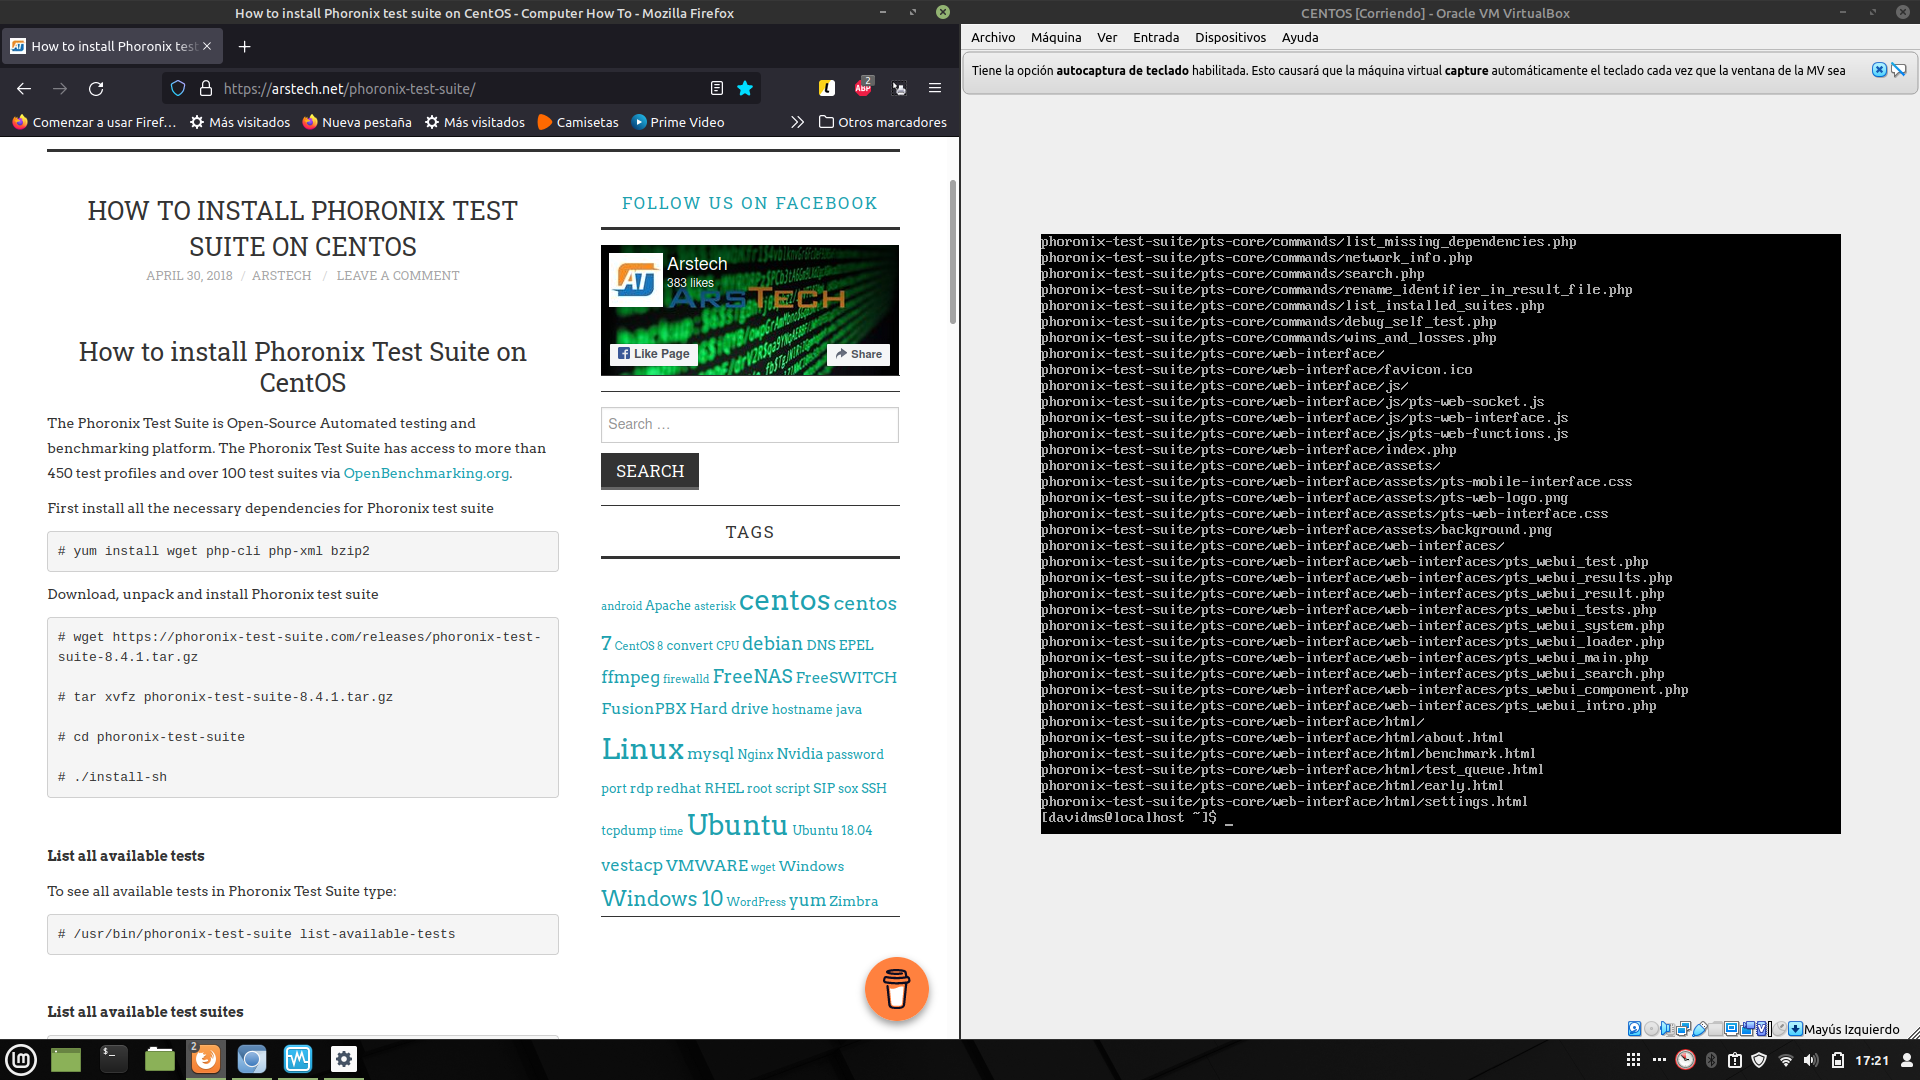 How to install Phoronix test suite on CentOS - Computer How To - Mozilla Firefox
How to install Phoronix test
https://arstech.net/phoronix-test-suite/
2
ABP
Comenzar a usar Firef...
Más visitados
Nueva pestaña
Más visitados
Camisetas
Prime Video
Otros marcadores
HOW TO INSTALL PHORONIX TEST
SUITE ON CENTOS
APRIL 30, 2018 / ARSTECH / LEAVE A COMMENT
How to install Phoronix Test Suite on
CentOS
The Phoronix Test Suite is Open-Source Automated testing and
benchmarking platform. The Phoronix Test Suite has access to more than
450 test profiles and over 100 test suites via OpenBenchmarking.org.
First install all the necessary dependencies for Phoronix test suite
# yum install wget php-cli php-xml bzip2
Download, unpack and install Phoronix test suite
# wget https://phoronix-test-suite.com/releases/phoronix-test-
suite-8.4.1.tar.gz
# tar xvfz phoronix-test-suite-8.4.1.tar.gz
# cd phoronix-test-suite
# ./install-sh
List all available tests
To see all available tests in Phoronix Test Suite type:
# /usr/bin/phoronix-test-suite list-available-tests
List all available test suites
FOLLOW US ON FACEBOOK
AT
Arstech
383 likes
ARSTECH
Like Page
Share
Search ...
SEARCH
TAGS
android Apache asterisk centos centos
7 CentOS 8 convert CPU debian DNS EPEL
ffmpeg firewalld FreeNAS FreeSWITCH
FusionPBX Hard drive hostname java
Linux mysql Nginx Nvidia password
port rdp redhat RHEL root script SIP sox SSH
tcpdump time Ubuntu Ubuntu 18.04
vestacp VMWARE wget Windows
Windows 10 WordPress yum Zimbra
CENTOS [Corriendo] - Oracle VM VirtualBox
Archivo Máquina Ver Entrada Dispositivos Ayuda
Tiene la opción autocaptura de teclado habilitada. Esto causará que la máquina virtual capture automáticamente el teclado cada vez que la ventana de la MV sea
phoronix-test-suite/pts-core/commands/list_missing_dependencies.php
phoronix-test-suite/pts-core/commands/network_info.php
phoronix-test-suite/pts-core/commands/search.php
phoronix-test-suite/pts-core/commands/rename_identifier_in_result_file.php
phoronix-test-suite/pts-core/commands/list_installed_suites.php
phoronix-test-suite/pts-core/commands/debug_self_test.php
phoronix-test-suite/pts-core/commands/wins_and_losses.php
phoronix-test-suite/pts-core/web-interface/
phoronix-test-suite/pts-core/web-interface/favicon.ico
phoronix-test-suite/pts-core/web-interface/js/
phoronix-test-suite/pts-core/web-interface/js/pts-web-socket.js
phoronix-test-suite/pts-core/web-interface/js/pts-web-interface.js
phoronix-test-suite/pts-core/web-interface/js/pts-web-functions.js
phoronix-test-suite/pts-core/web-interface/index.php
phoronix-test-suite/pts-core/web-interface/assets/
phoronix-test-suite/pts-core/web-interface/assets/pts-mobile-interface.css
phoronix-test-suite/pts-core/web-interface/assets/pts-web-logo.png
phoronix-test-suite/pts-core/web-interface/assets/pts-web-interface.css
phoronix-test-suite/pts-core/web-interface/assets/background.png
phoronix-test-suite/pts-core/web-interface/web-interfaces/
phoronix-test-suite/pts-core/web-interface/web-interfaces/pts_webui_test.php
phoronix-test-suite/pts-core/web-interface/web-interfaces/pts_webui_results.php
phoronix-test-suite/pts-core/web-interface/web-interfaces/pts_webui_result.php
phoronix-test-suite/pts-core/web-interface/web-interfaces/pts_webui_tests.php
phoronix-test-suite/pts-core/web-interface/web-interfaces/pts_webui_system.php
phoronix-test-suite/pts-core/web-interface/web-interfaces/pts_webui_loader.php
phoronix-test-suite/pts-core/web-interface/web-interfaces/pts_webui_main.php
phoronix-test-suite/pts-core/web-interface/web-interfaces/pts_webui_search.php
phoronix-test-suite/pts-core/web-interface/web-interfaces/pts_webui_component.php
phoronix-test-suite/pts-core/web-interface/web-interfaces/pts_webui_intro.php
phoronix-test-suite/pts-core/web-interface/html/
phoronix-test-suite/pts-core/web-interface/html/about.html
phoronix-test-suite/pts-core/web-interface/html/benchmark.html
phoronix-test-suite/pts-core/web-interface/html/test_queue.html
phoronix-test-suite/pts-core/web-interface/html/early.html
phoronix-test-suite/pts-core/web-interface/html/settings.html
[davidms@localhost ~]$ _
Mayús Izquierdo
2
17:21